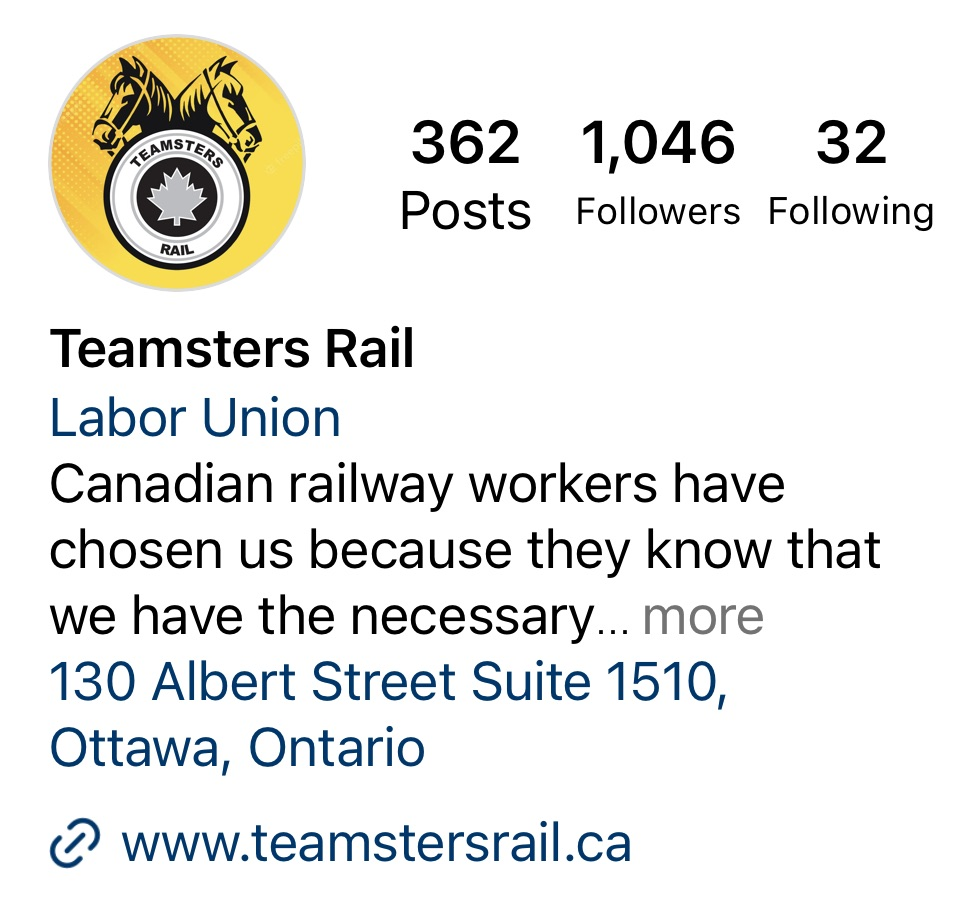 TEAMSTERS
RAIL
362 1,046 32
Posts Followers Following
Teamsters Rail
Labor Union
Canadian railway workers have
chosen us because they know that
we have the necessary... more
130 Albert Street Suite 1510,
Ottawa, Ontario
www.teamstersrail.ca